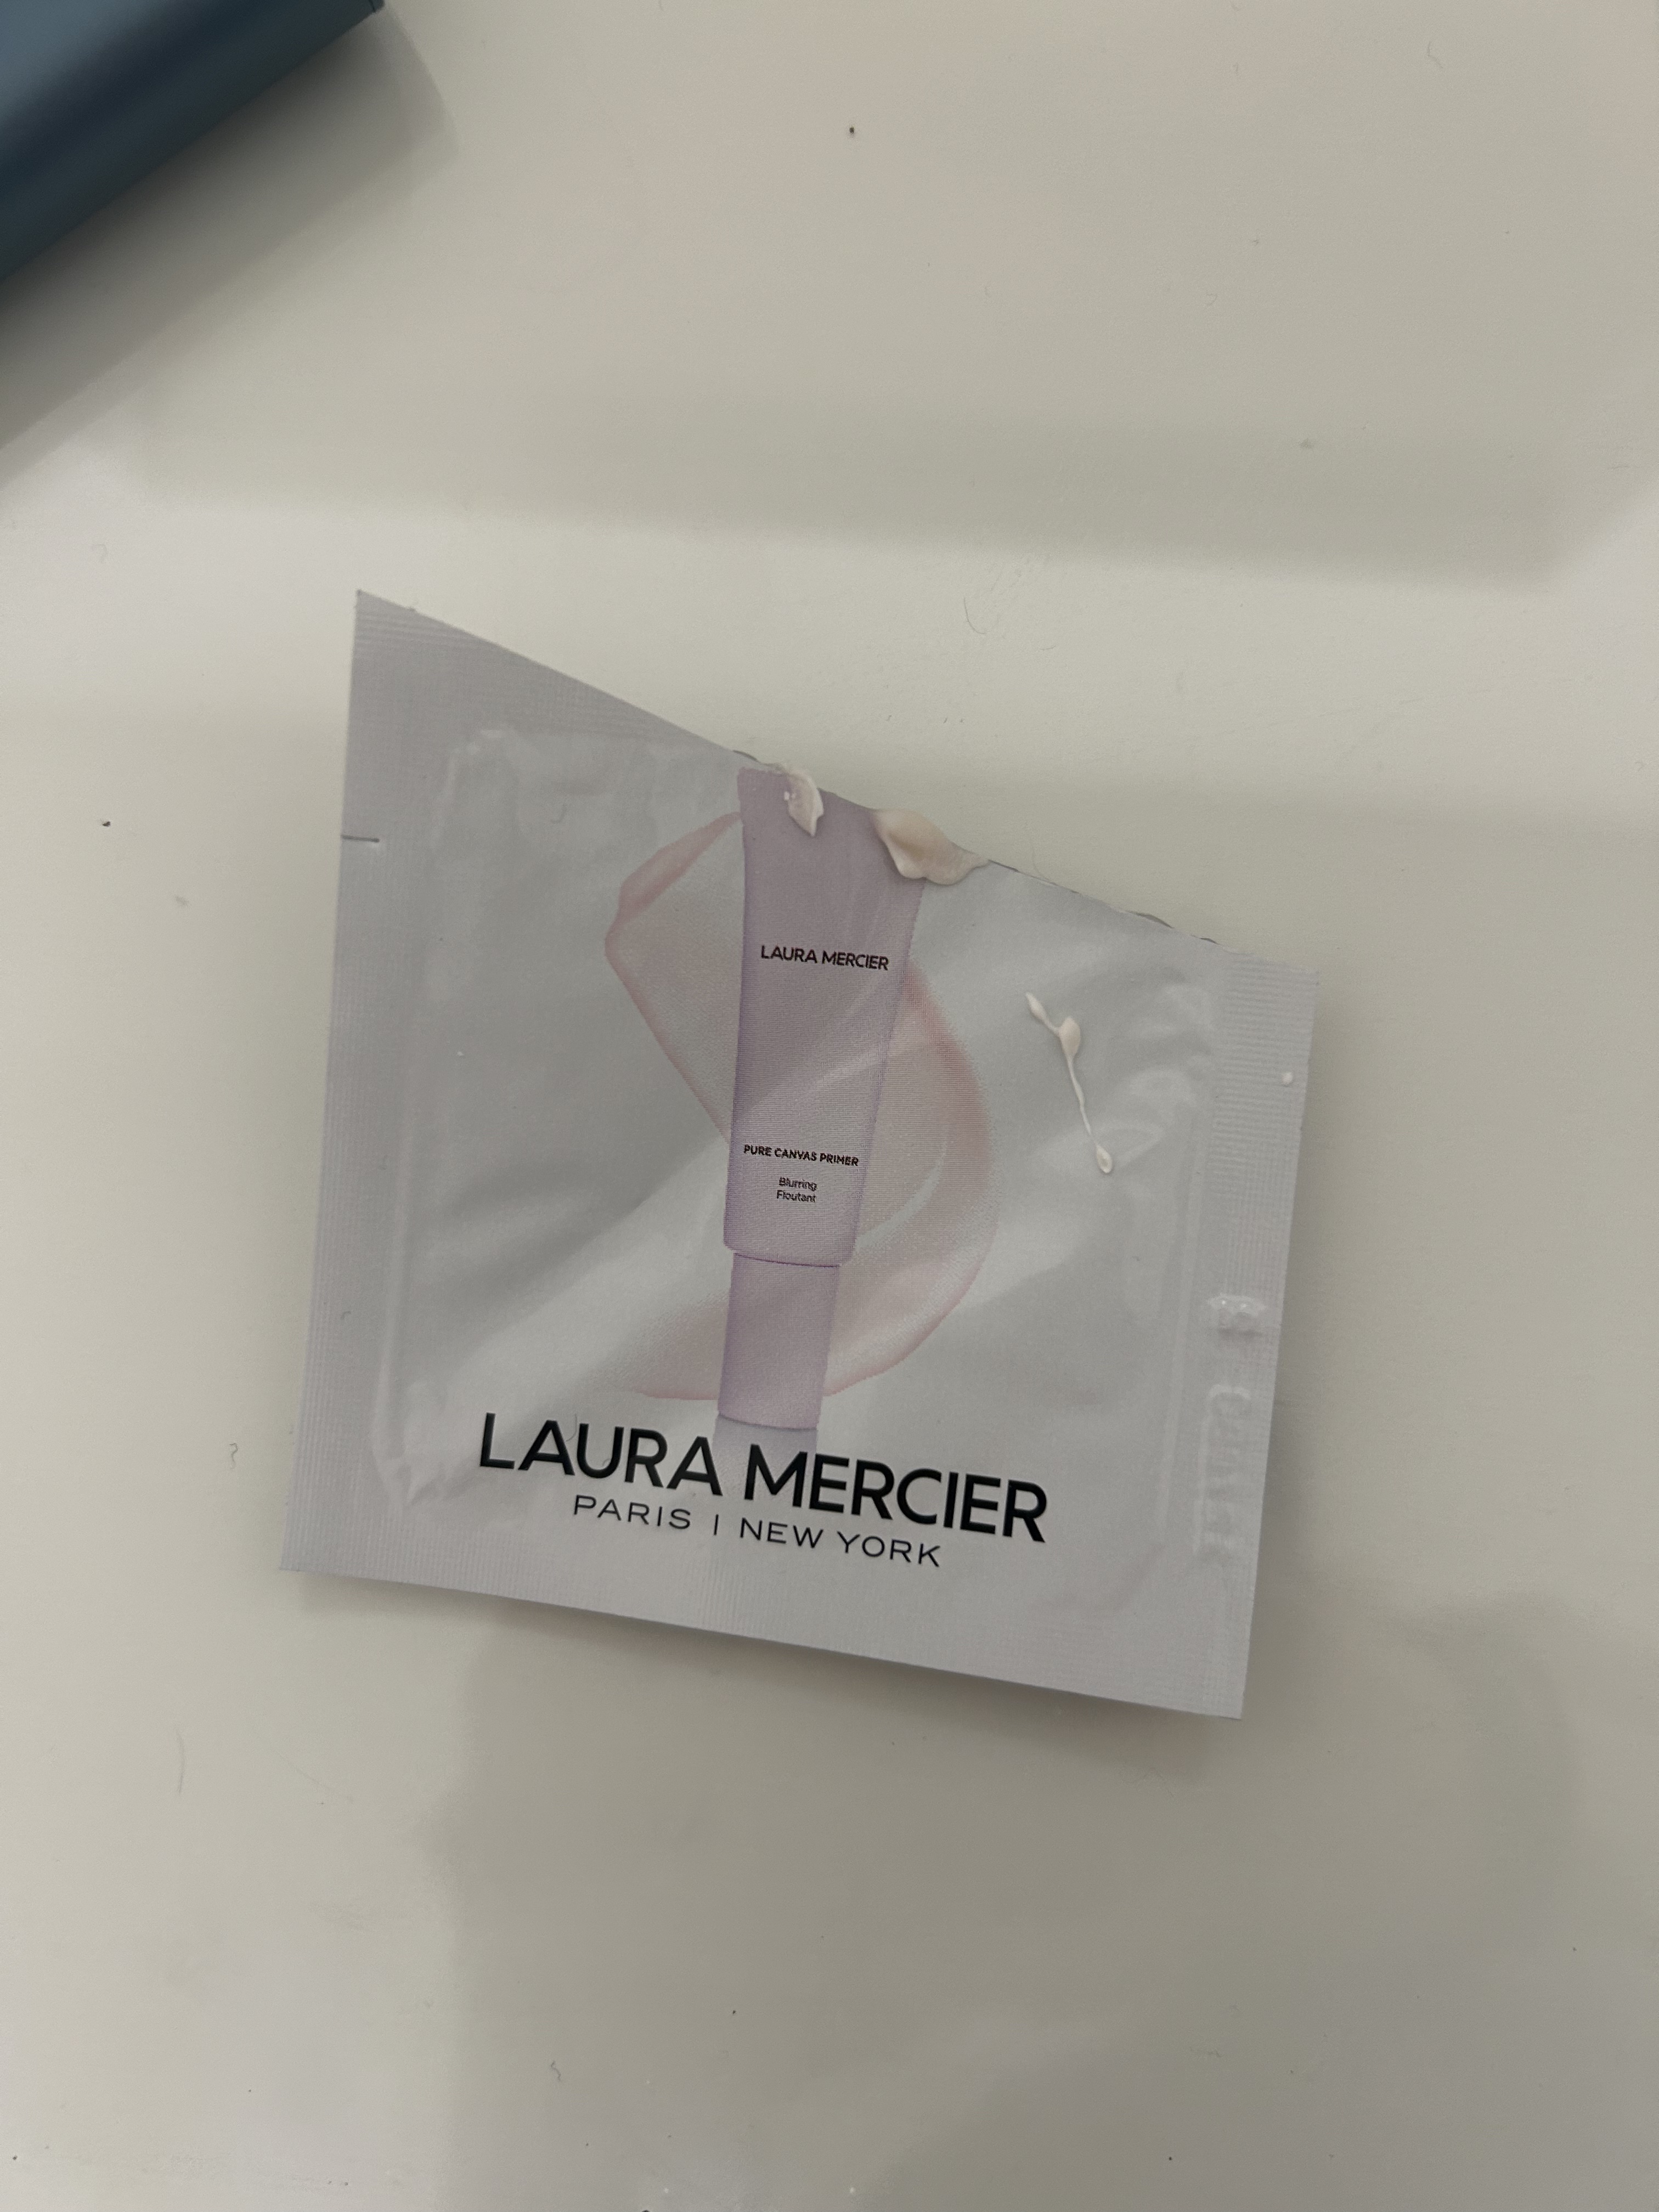 LAURA MERCIER
PURE CANVAS PRIMER
Blurring
Floutant
LAURA MERCIER
PARIS | NEW YORK